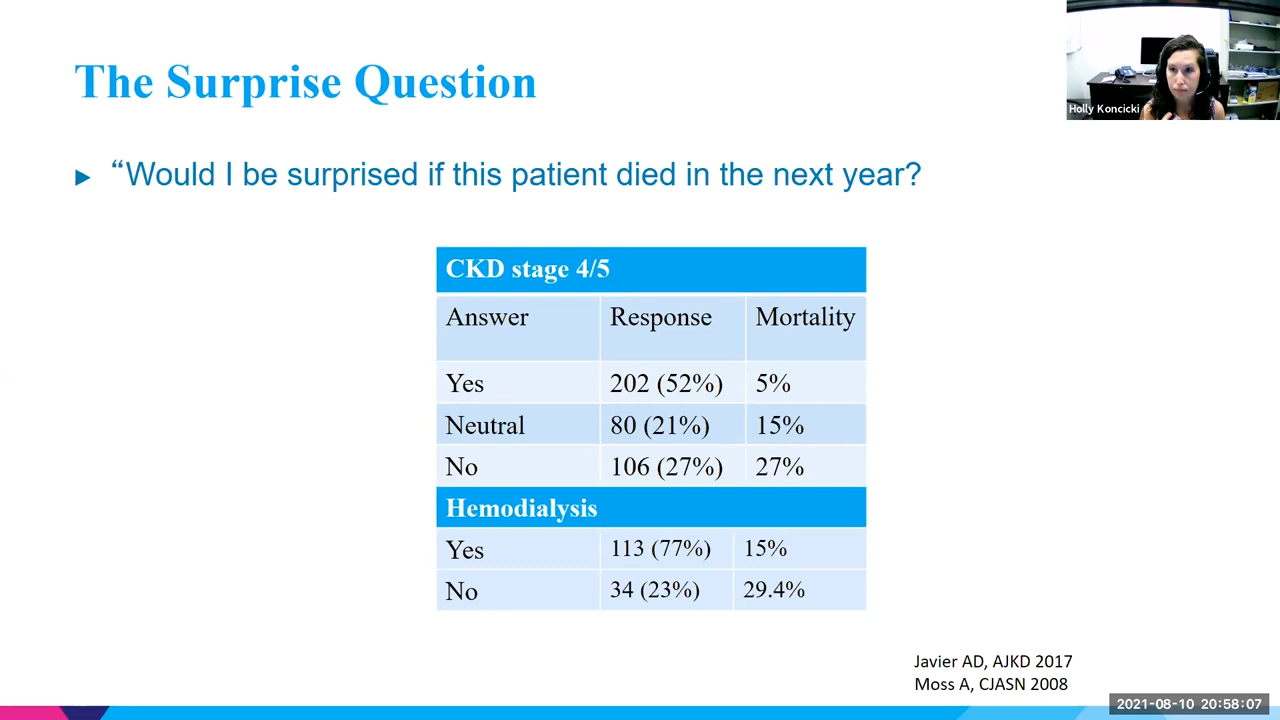 The Surprise Question
Holly Koncicki
▶ “Would I be surprised if this patient died in the next year?
CKD stage 4/5
Answer Response Mortality
Yes 202 (52%) 5%
Neutral 80 (21%) 15%
No 106 (27%) 27%
Hemodialysis
Yes 113 (77%) 15%
No 34 (23%) 29.4%
Javier AD, AJKD 2017
Moss A, CJASN 2008
2021-08-10 20:58:07